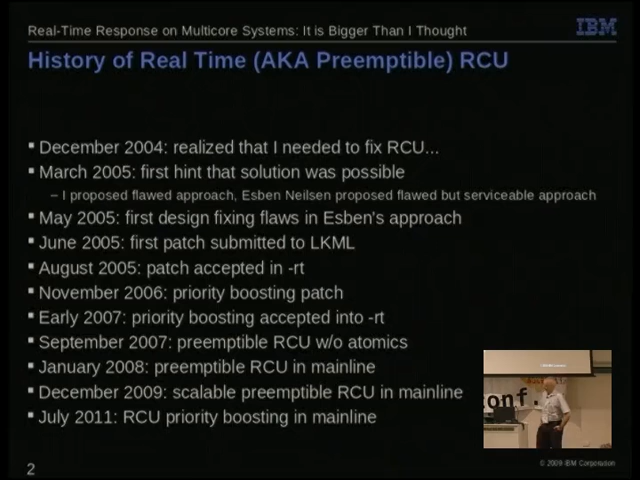 Real-Time Response on Multicore Systems: It is Bigger Than I Thought
IBM
History of Real Time (AKA Preemptible) RCU
▪ December 2004: realized that I needed to fix RCU...
▪ March 2005: first hint that solution was possible
– I proposed flawed approach, Esben Neilsen proposed flawed but serviceable approach
▪ May 2005: first design fixing flaws in Esben's approach
▪ June 2005: first patch submitted to LKML
▪ August 2005: patch accepted in -rt
▪ November 2006: priority boosting patch
▪ Early 2007: priority boosting accepted into -rt
▪ September 2007: preemptible RCU w/o atomics
▪ January 2008: preemptible RCU in mainline
▪ December 2009: scalable preemptible RCU in mainline
▪ July 2011: RCU priority boosting in mainline
conf.
2
© 2009 IBM Corporation